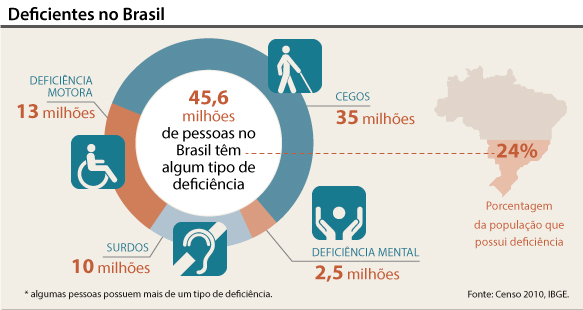 Deficientes no Brasil
DEFICIÊNCIA
MOTORA
13 milhões
45,6
milhões
de pessoas no
Brasil têm
algum tipo de
deficiência
CEGOS
35 milhões
24%
Porcentagem
da população que
possui deficiência
SURDOS
10 milhões
DEFICIÊNCIA MENTAL
2,5 milhões
* algumas pessoas possuem mais de um tipo de deficiência.
Fonte: Censo 2010, IBGE.